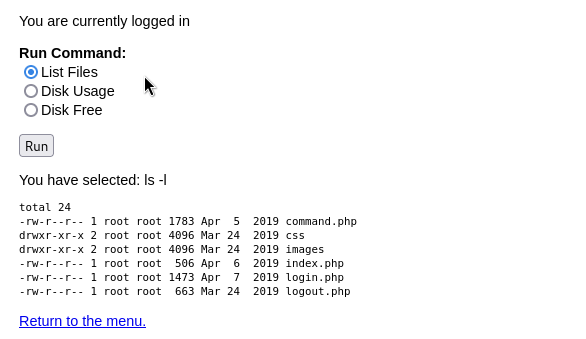 You are currently logged in
Run Command:
List Files
Disk Usage
Disk Free
Run
You have selected: ls -l
total 24
-rw-r--r-- 1 root root 1783 Apr  5  2019 command.php
drwxr-xr-x 2 root root 4096 Mar 24  2019 css
drwxr-xr-x 2 root root 4096 Mar 24  2019 images
-rw-r--r-- 1 root root  506 Apr  6  2019 index.php
-rw-r--r-- 1 root root 1473 Apr  7  2019 login.php
-rw-r--r-- 1 root root  663 Mar 24  2019 logout.php
Return to the menu.